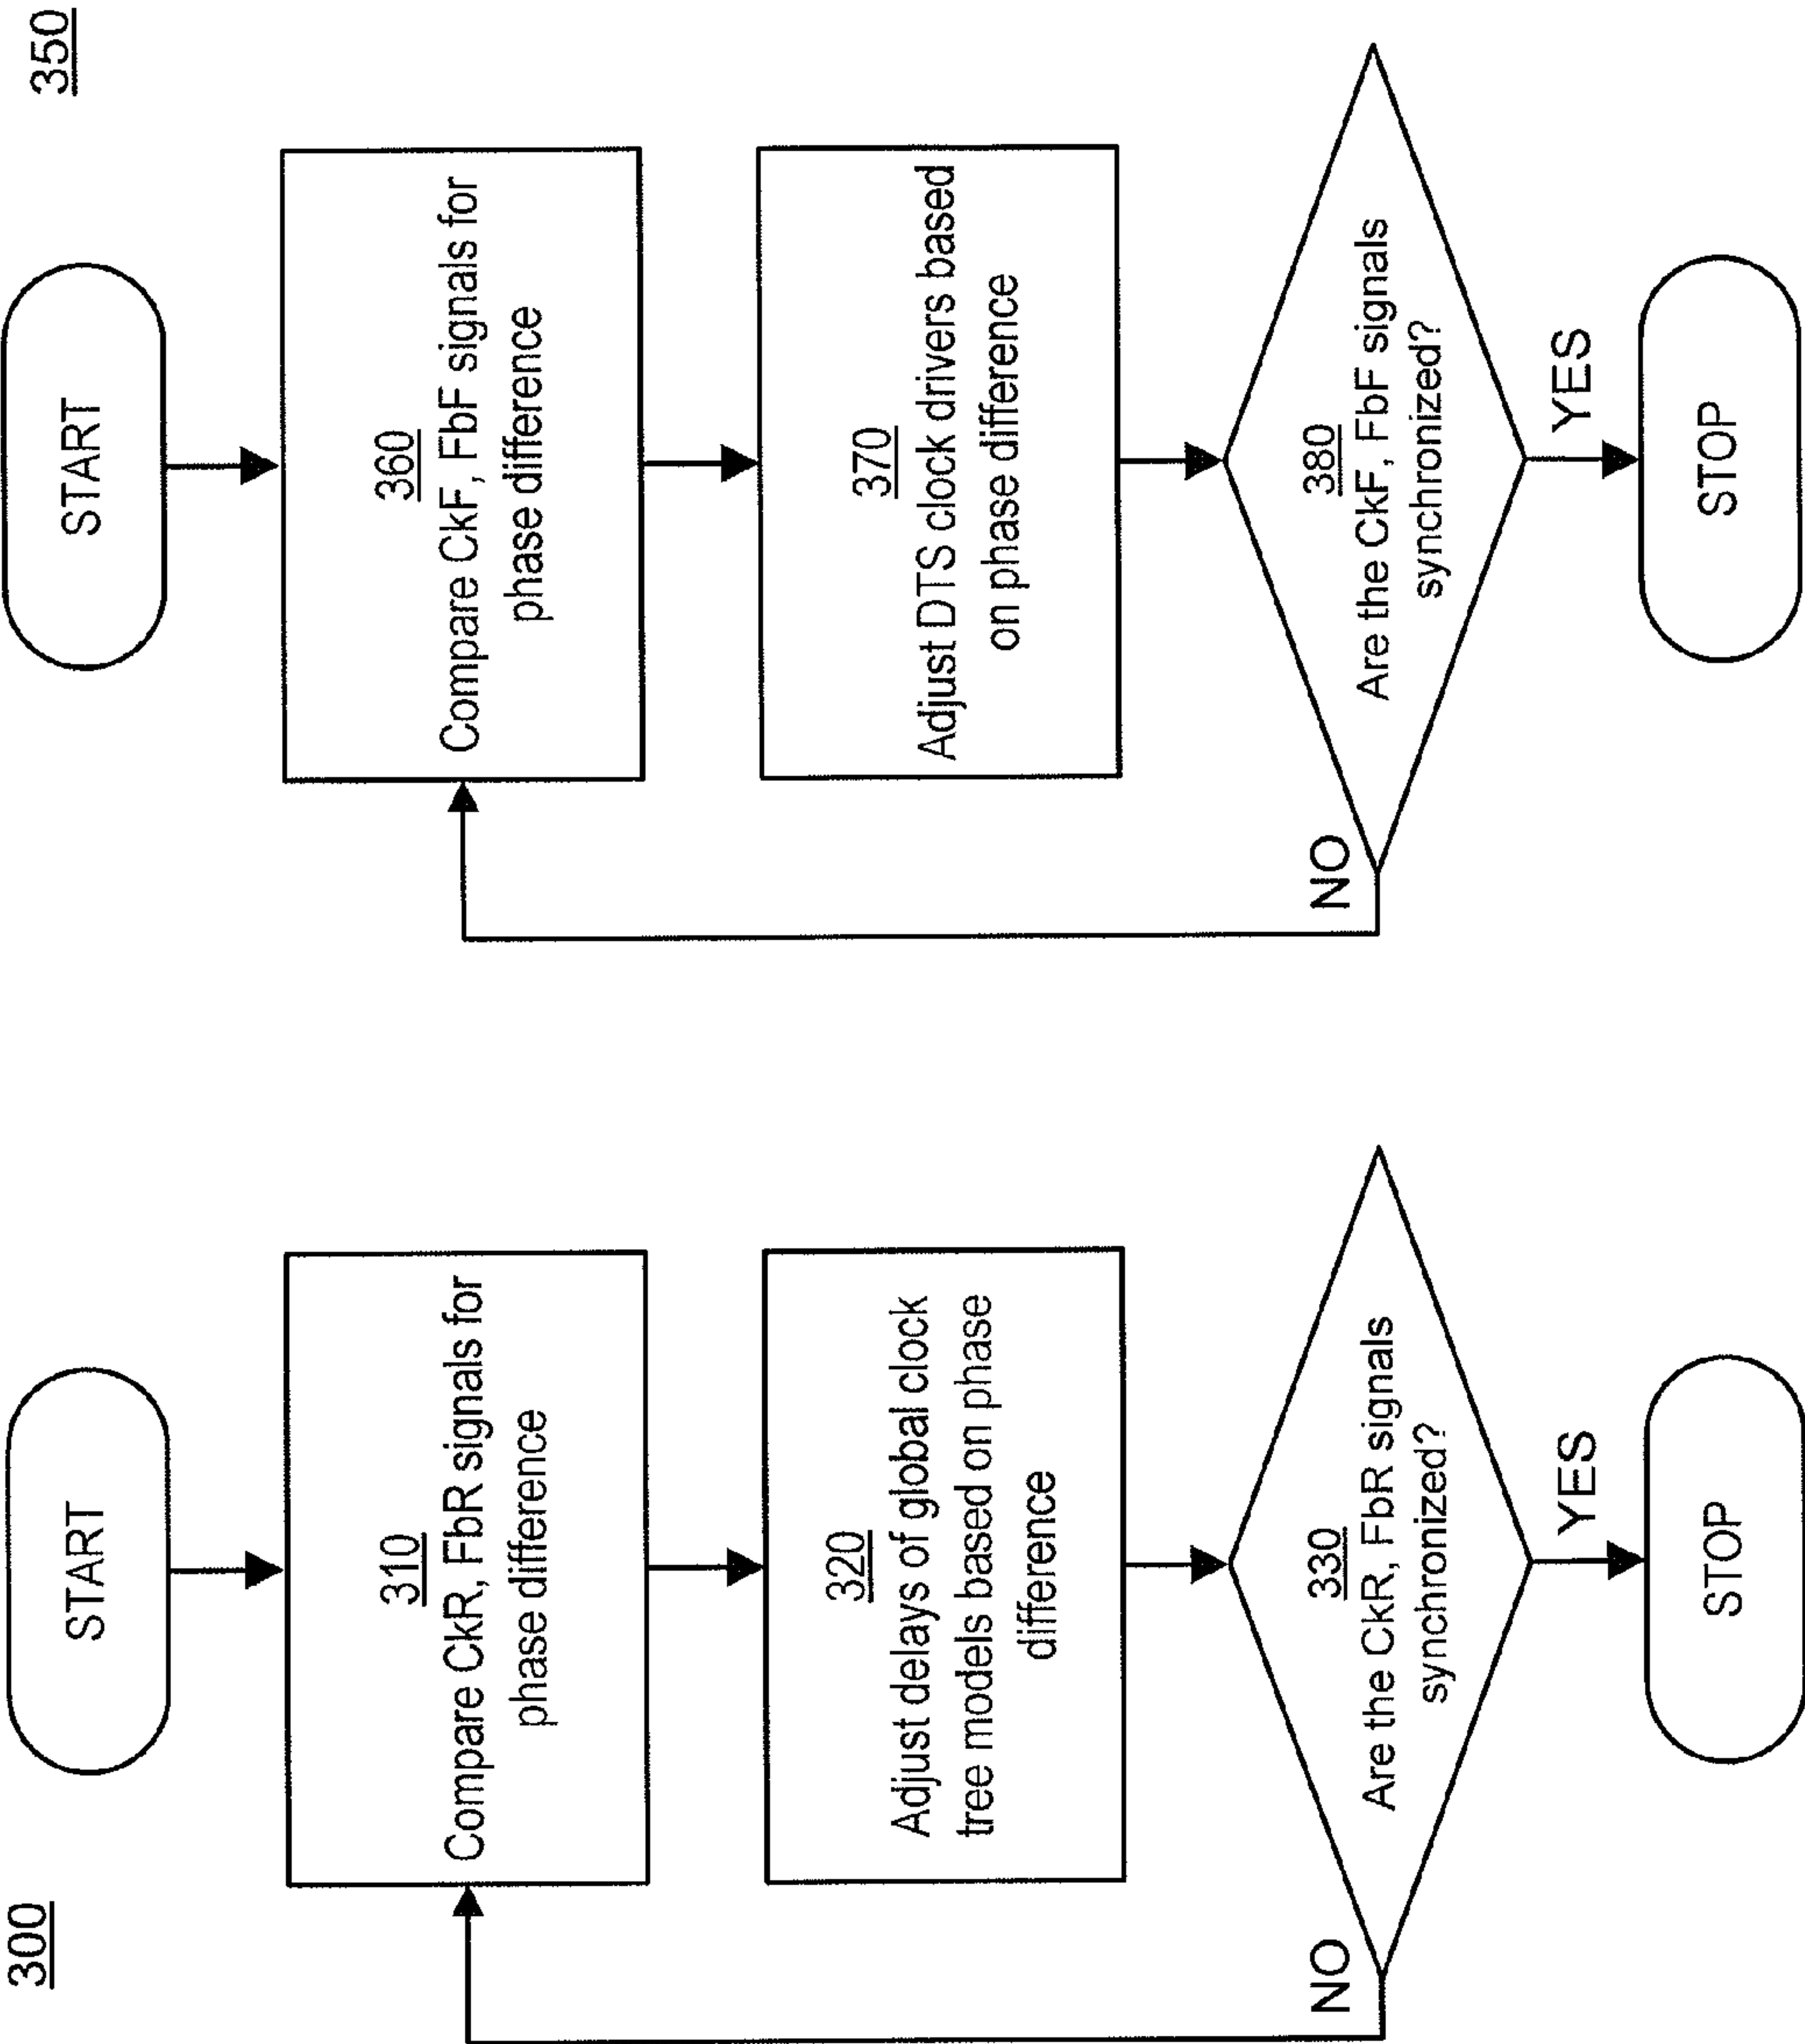 300
START
310
Compare CkR, FbR signals for
phase difference
320
Adjust delays of global clock
tree models based on phase
difference
330
Are the CkR, FbR signals
synchronized?
NO
YES
STOP
350
START
360
Compare CkF, FbF signals for
phase difference
370
Adjust DTS clock drivers based
on phase difference
380
Are the CkF, FbF signals
synchronized?
NO
YES
STOP